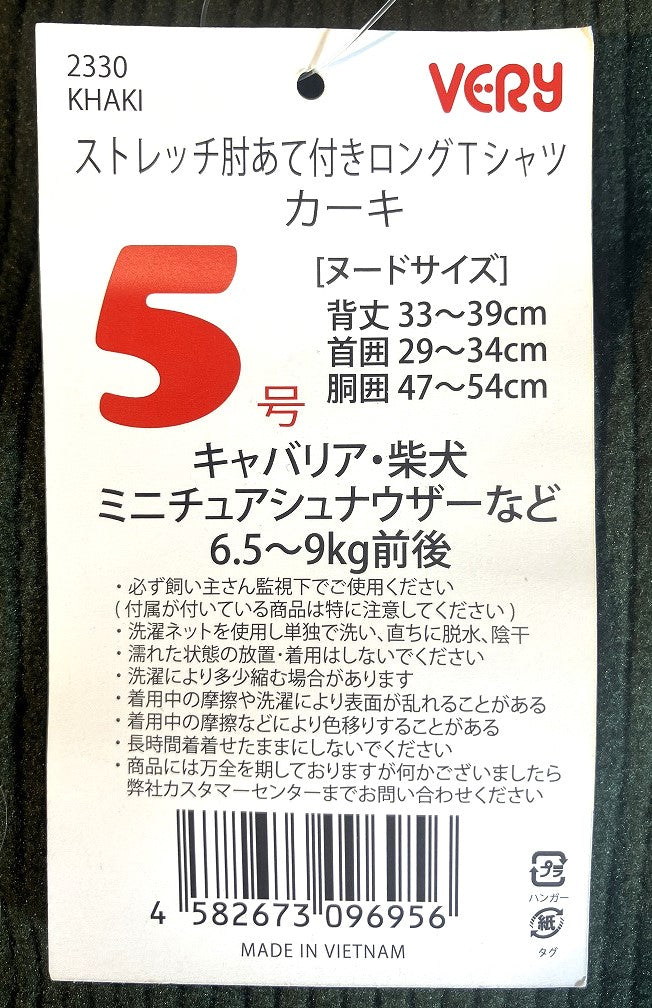 2330
KHAKI
VERY
ストレッチ肘あて付きロングTシャツ
カーキ
5号
[ヌードサイズ]
背丈 33〜39cm
首囲 29〜34cm
胴囲 47〜54cm
キャバリア・柴犬
ミニチュアシュナウザーなど
6.5〜9kg前後
・必ず飼い主さん監視下でご使用ください
(付属が付いている商品は特に注意してください)
・洗濯ネットを使用し単独で洗い、直ちに脱水、陰干
・濡れた状態の放置・着用はしないでください
・洗濯により多少縮む場合があります
・着用中の摩擦や洗濯により表面が乱れることがある
・着用中の摩擦などにより色移りすることがある
・長時間着着せたままにしないでください
・商品には万全を期しておりますが何かございましたら
弊社カスタマーセンターまでお問い合わせください
4 582673 096956
MADE IN VIETNAM
プラ
ハンガー
紙
タグ